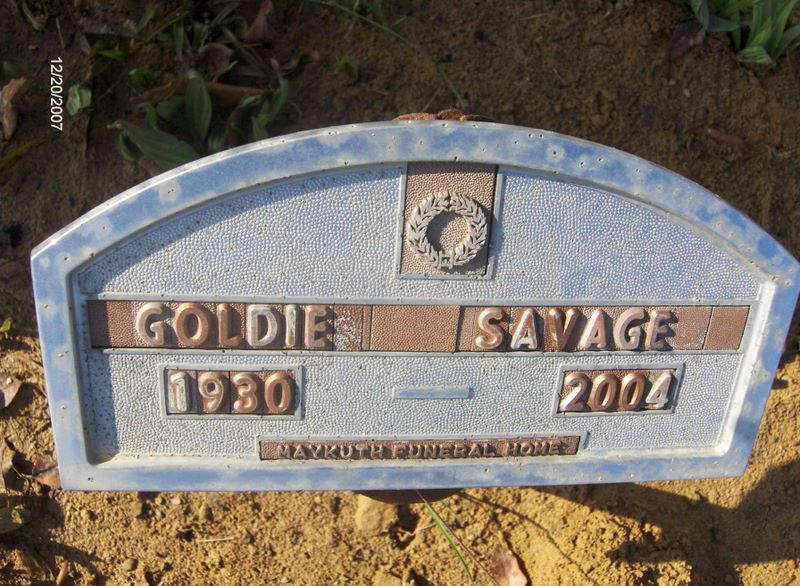 12/20/2007
GOLDIE SAVAGE
1930 — 2004
MAYKUTH FUNERAL HOME